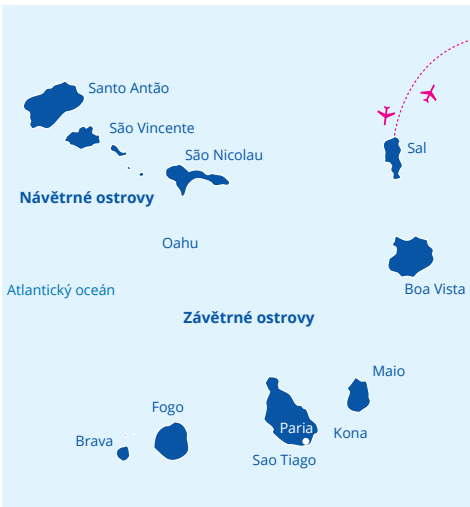 Santo Antão
São Vincente
São Nicolau
Sal
Návětrné ostrovy
Oahu
Atlantický oceán
Boa Vista
Závětrné ostrovy
Maio
Fogo
Paria
Kona
Brava
Sao Tiago